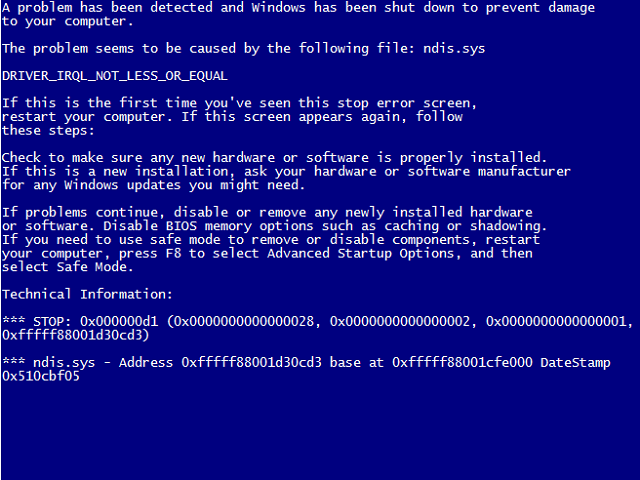 A problem has been detected and Windows has been shut down to prevent damage
to your computer.
The problem seems to be caused by the following file: ndis.sys
DRIVER_IRQL_NOT_LESS_OR_EQUAL
If this is the first time you've seen this stop error screen,
restart your computer. If this screen appears again, follow
these steps:
Check to make sure any new hardware or software is properly installed.
If this is a new installation, ask your hardware or software manufacturer
for any Windows updates you might need.
If problems continue, disable or remove any newly installed hardware
or software. Disable BIOS memory options such as caching or shadowing.
If you need to use safe mode to remove or disable components, restart
your computer, press F8 to select Advanced Startup Options, and then
select Safe Mode.
Technical Information:
*** STOP: 0x000000d1 (0x0000000000000028, 0x0000000000000002, 0x0000000000000001,
0xfffff88001d30cd3)
*** ndis.sys - Address 0xfffff88001d30cd3 base at 0xfffff88001cfe000 DateStamp
0x510cbf05